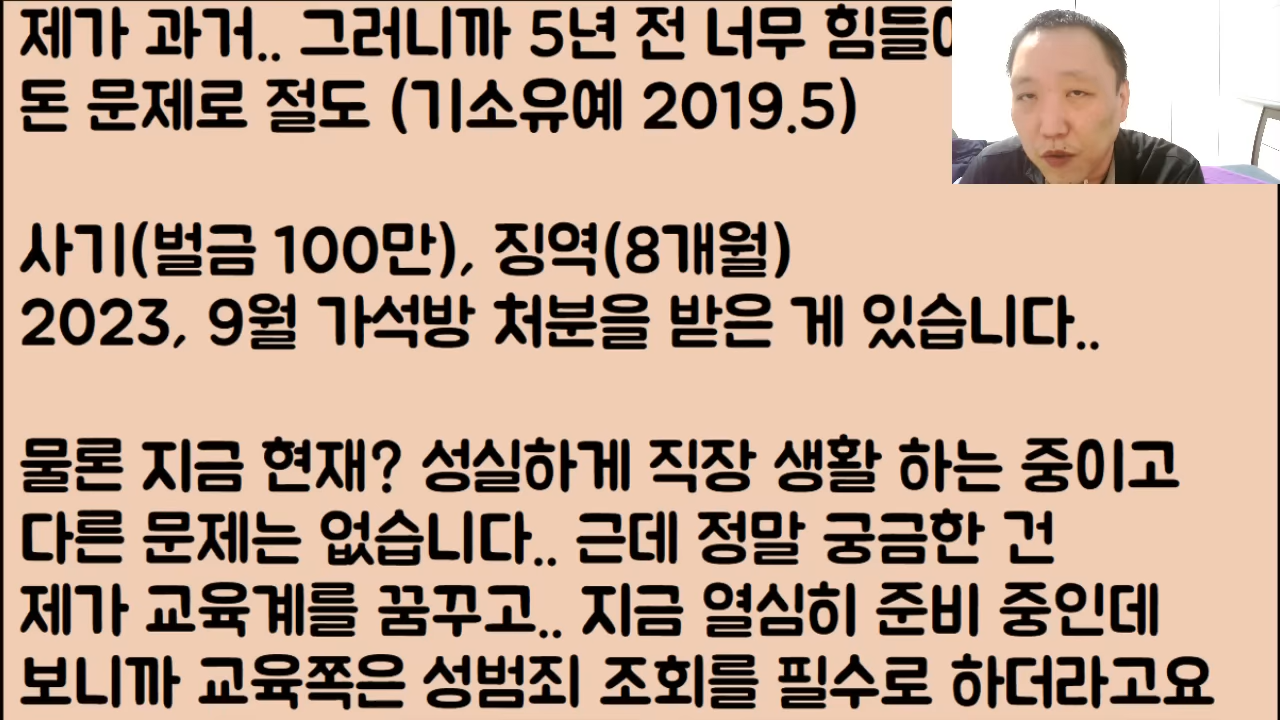 제가 과거.. 그러니까 5년 전 너무
돈 문제로 절도 (기소유예 2019.5)
사기(벌금 100만), 징역(8개월)
2023, 9월 가석방 처분을 받은 게 있습니다..
물론 지금 현재? 성실하게 직장 생활 하는 중이고
다른 문제는 없습니다.. 근데 정말 궁금한 건
제가 교육계를 꿈꾸고.. 지금 열심히 준비 중인데
보니까 교육쪽은 성범죄 조회를 필수로 하더라고요